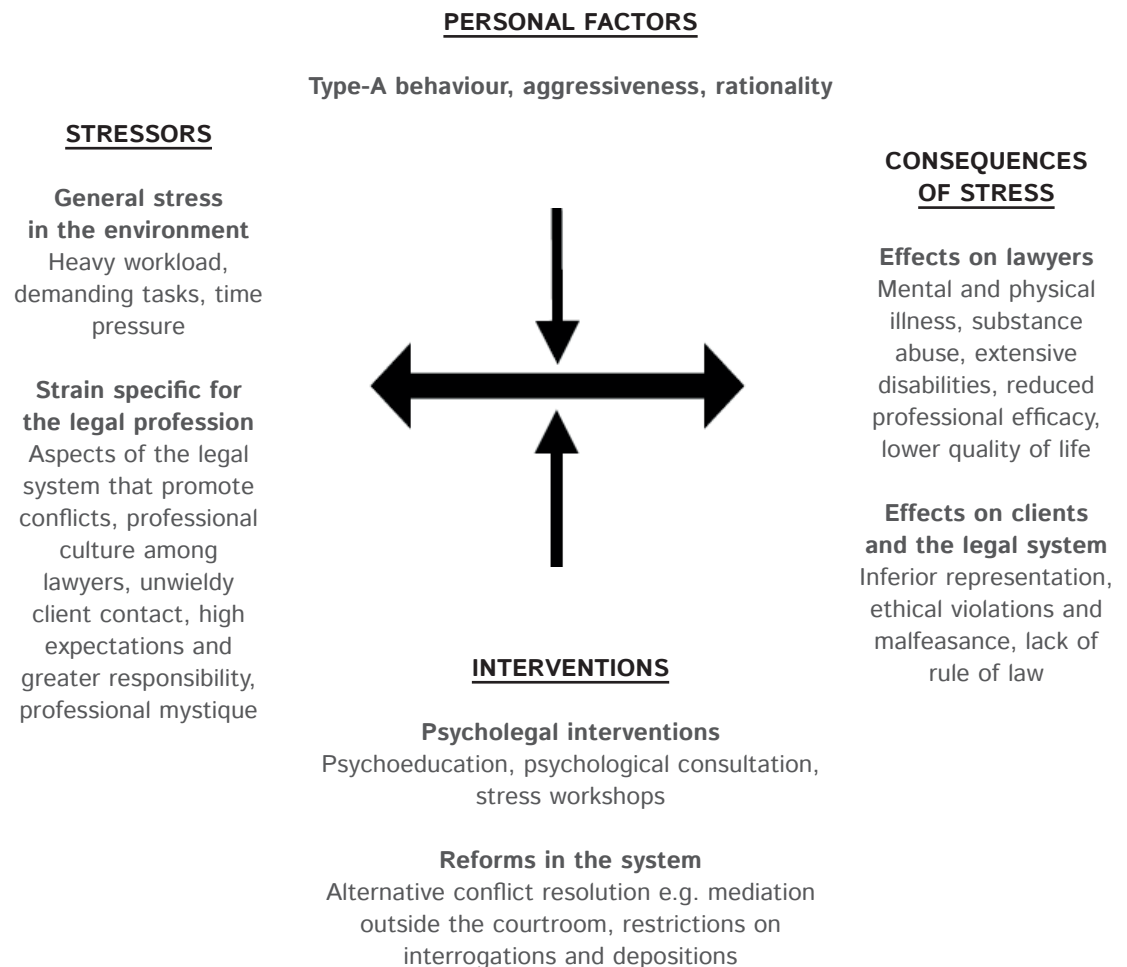 PERSONAL FACTORS
Type-A behaviour, aggressiveness, rationality
STRESSORS
General stress
in the environment
Heavy workload,
demanding tasks, time
pressure
Strain specific for
the legal profession
Aspects of the legal
system that promote
conflicts, professional
culture among
lawyers, unwieldy
client contact, high
expectations and
greater responsibility,
professional mystique
CONSEQUENCES
OF STRESS
Effects on lawyers
Mental and physical
illness, substance
abuse, extensive
disabilities, reduced
professional efficacy,
lower quality of life
Effects on clients
and the legal system
Inferior representation,
ethical violations and
malfeasance, lack of
rule of law
INTERVENTIONS
Psycholegal interventions
Psychoeducation, psychological consultation,
stress workshops
Reforms in the system
Alternative conflict resolution e.g. mediation
outside the courtroom, restrictions on
interrogations and depositions